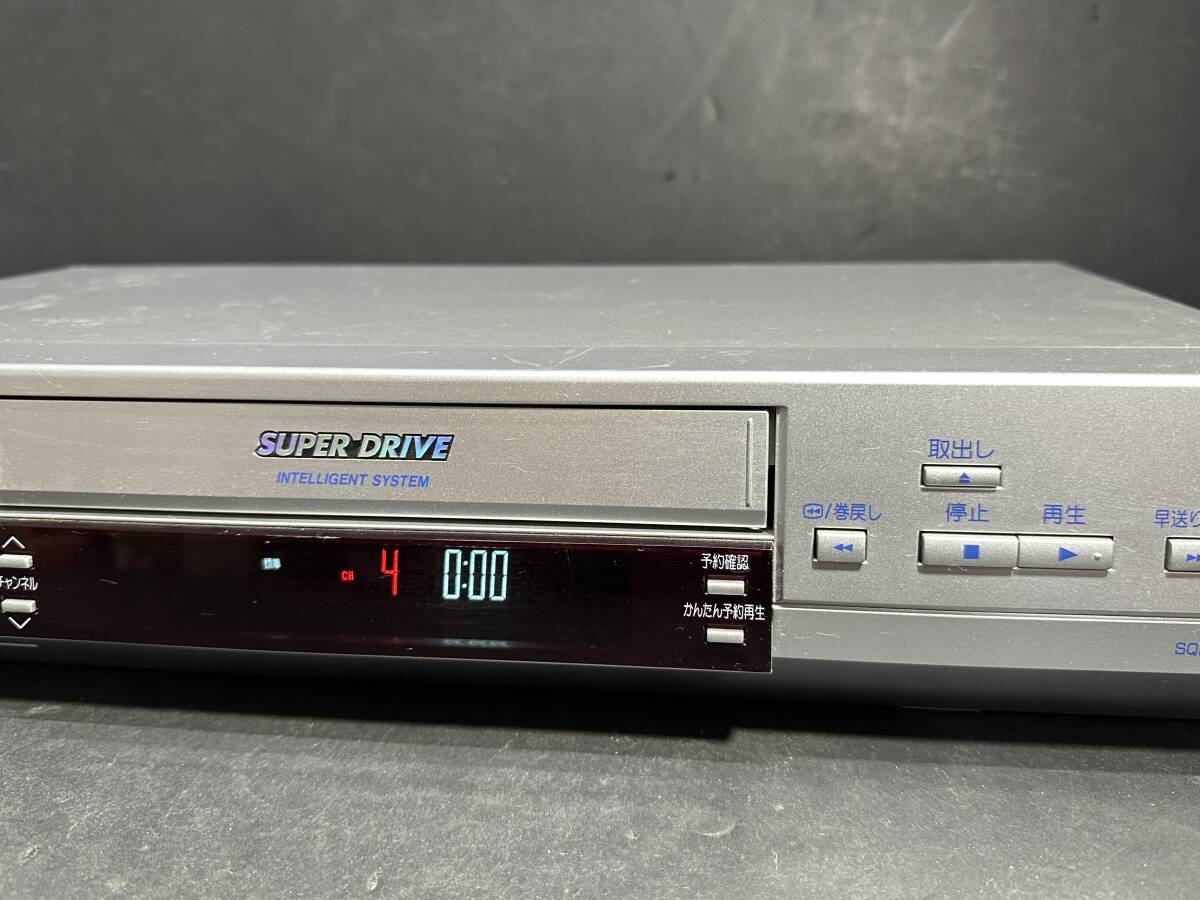 SUPER DRIVE
INTELLIGENT SYSTEM
取出し
/巻戻し
停止
再生
早送り
チャンネル
標準
CH 4 0:00
予約確認
かんたん予約再生